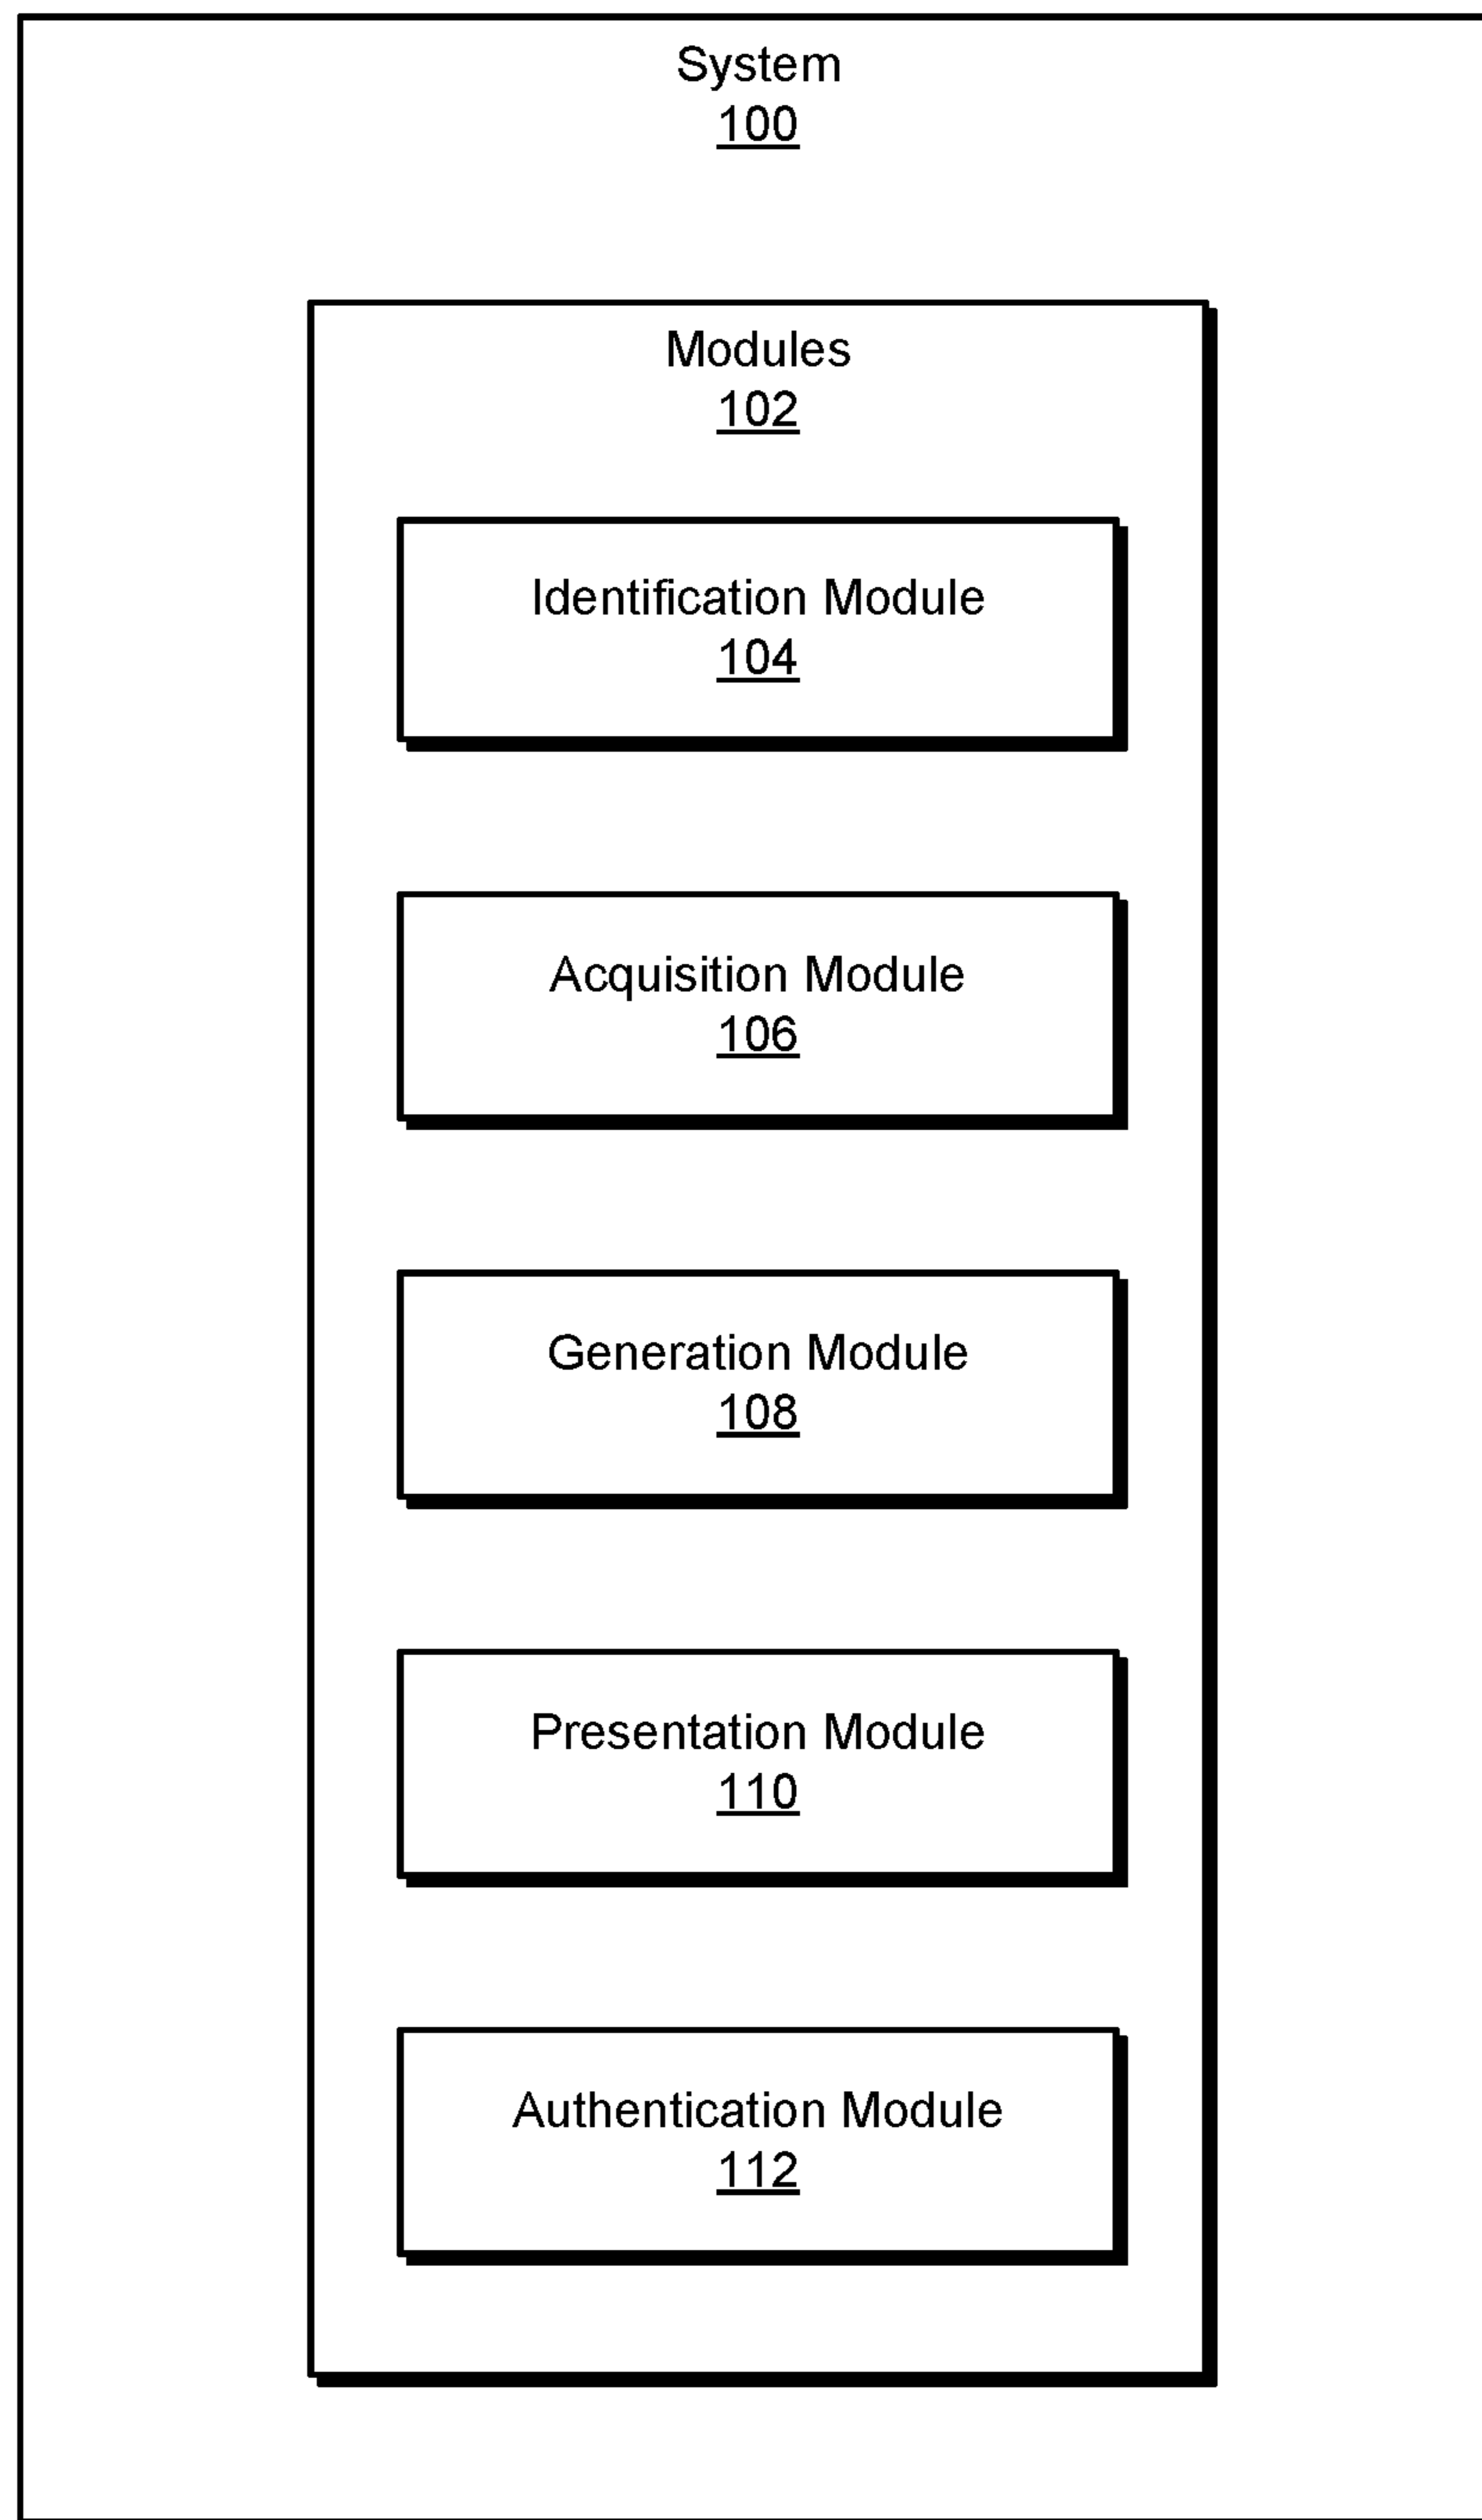 System
100
Modules
102
Identification Module
104
Acquisition Module
106
Generation Module
108
Presentation Module
110
Authentication Module
112